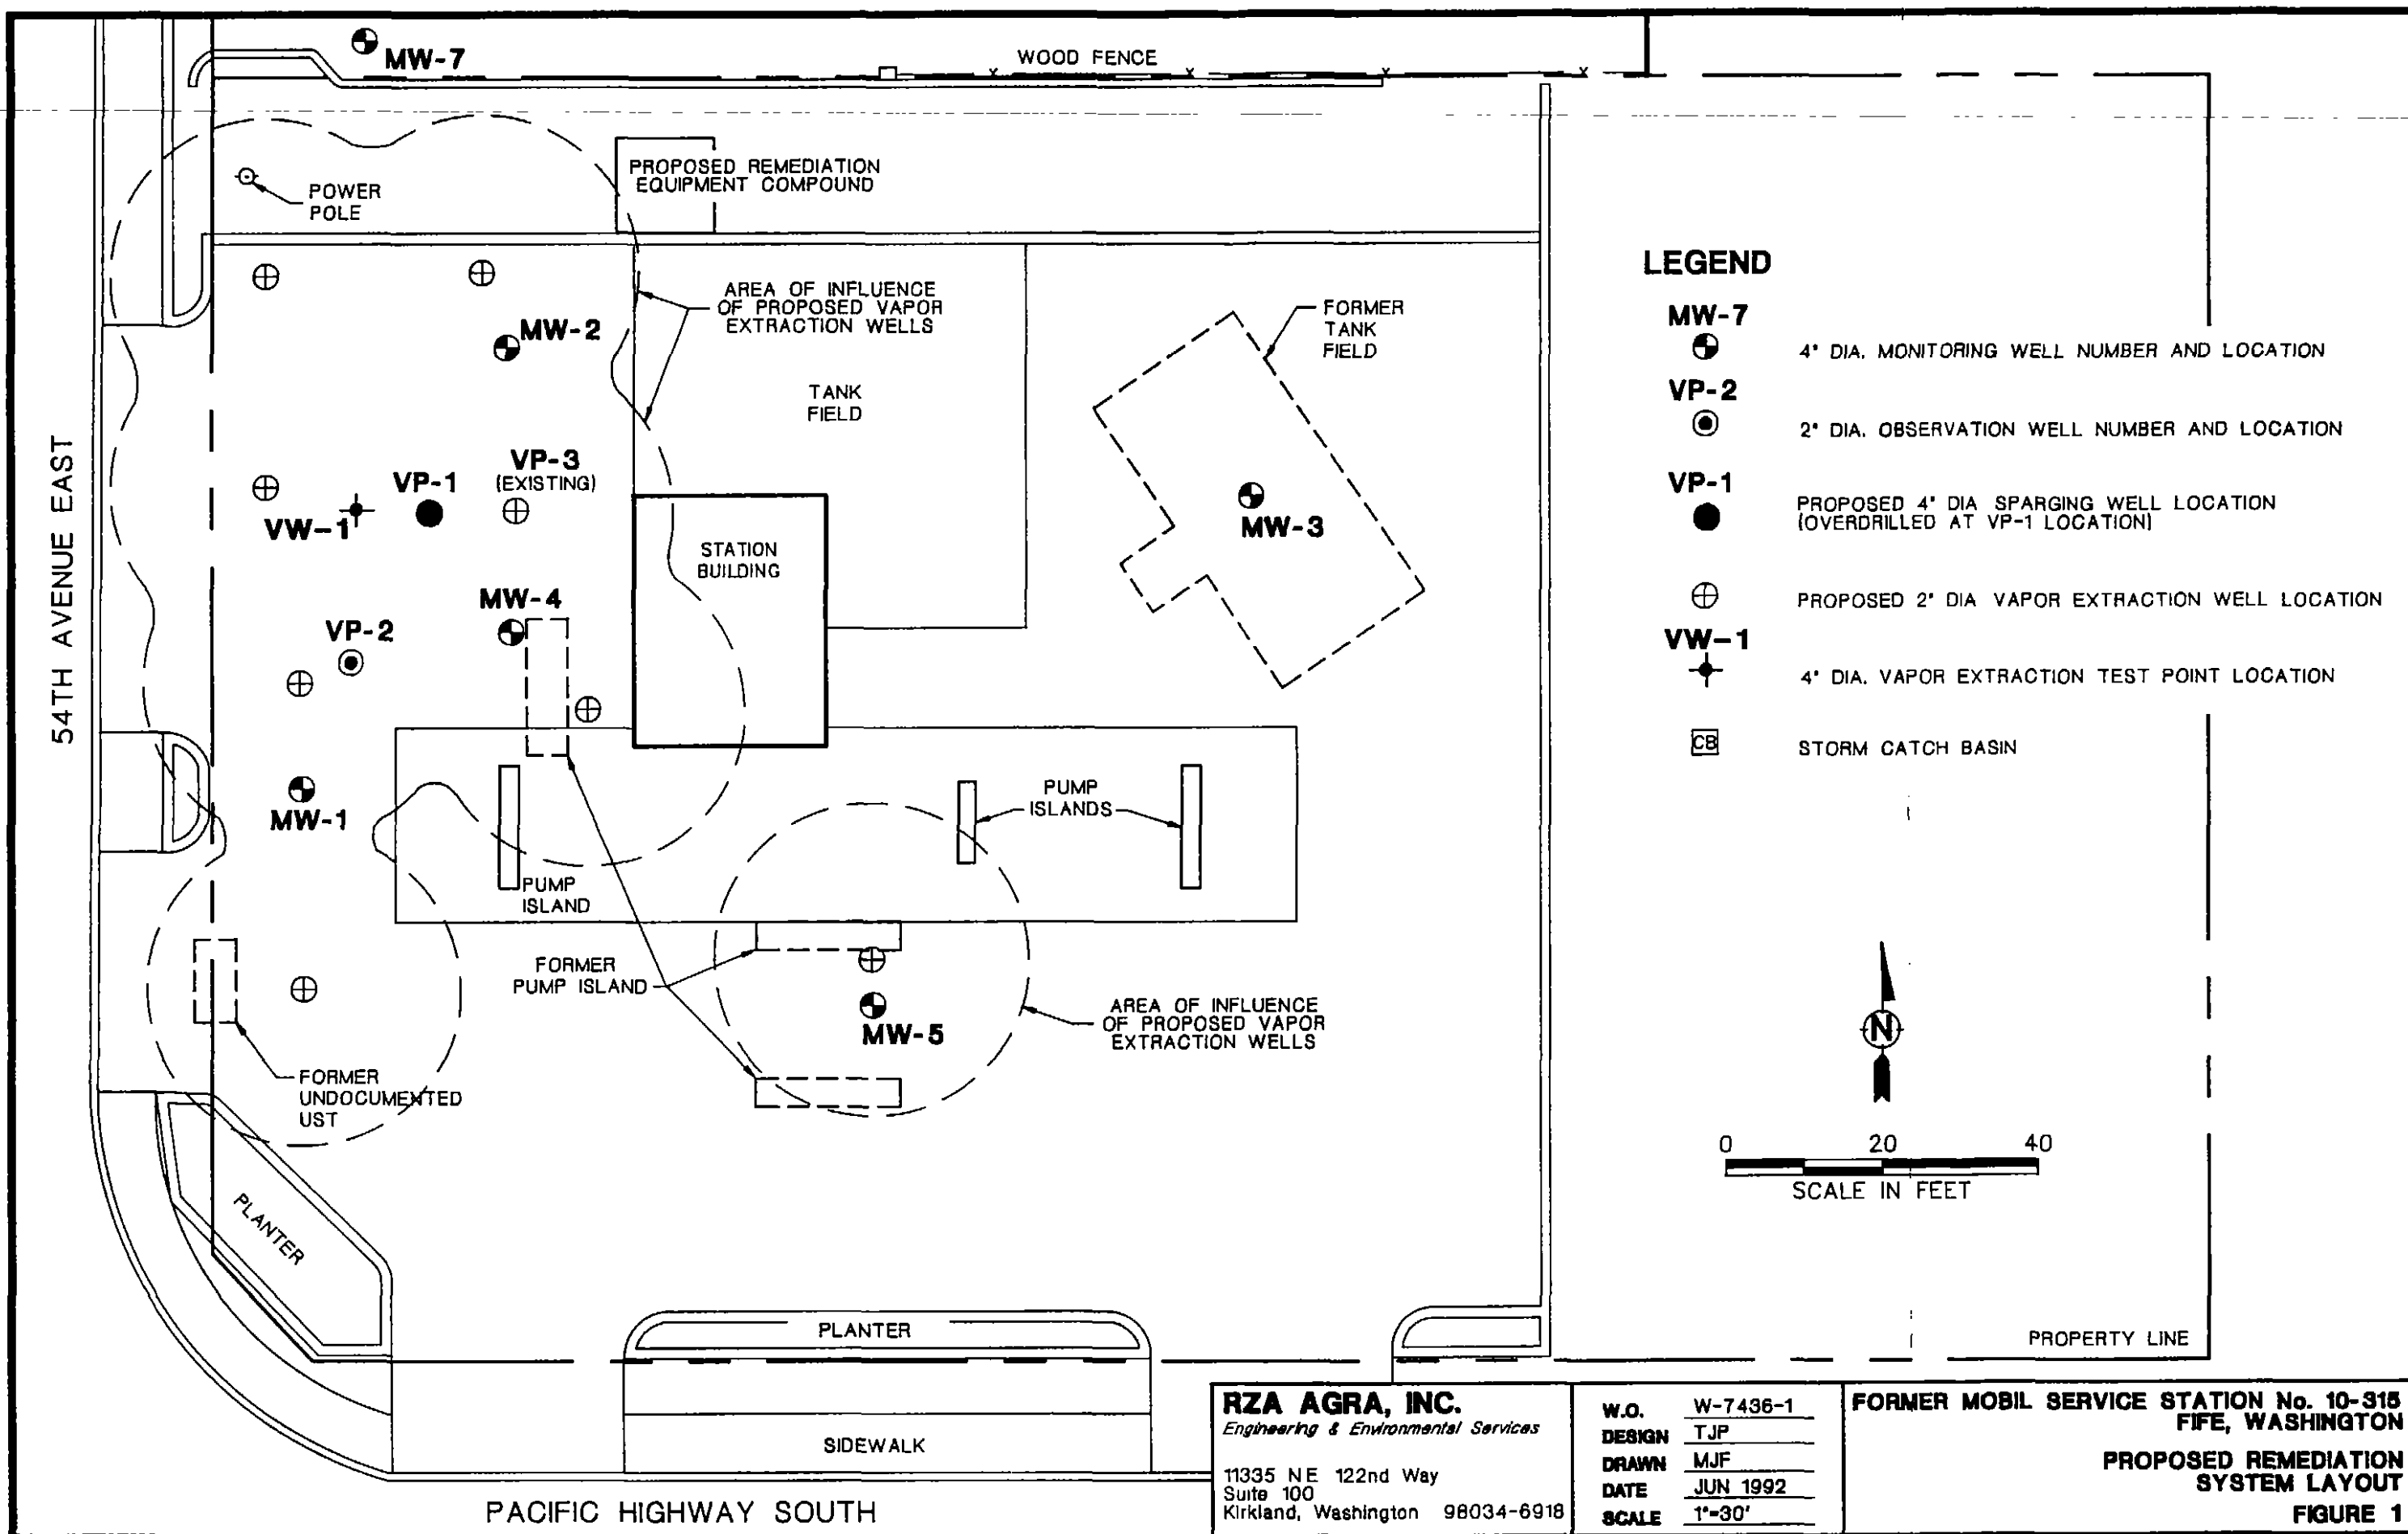 MW-7
WOOD FENCE
PROPOSED REMEDIATION
EQUIPMENT COMPOUND
POWER
POLE
AREA OF INFLUENCE
OF PROPOSED VAPOR
EXTRACTION WELLS
MW-2
TANK
FIELD
FORMER
TANK
FIELD
54TH AVENUE EAST
VP-3
(EXISTING)
VP-1
VW-1
STATION
BUILDING
MW-3
MW-4
VP-2
MW-1
PUMP
ISLANDS
PUMP
ISLAND
FORMER
PUMP ISLAND
MW-5
AREA OF INFLUENCE
OF PROPOSED VAPOR
EXTRACTION WELLS
FORMER
UNDOCUMENTED
UST
PLANTER
PLANTER
SIDEWALK
PACIFIC HIGHWAY SOUTH
LEGEND
MW-7
4" DIA. MONITORING WELL NUMBER AND LOCATION
VP-2
2" DIA. OBSERVATION WELL NUMBER AND LOCATION
VP-1
PROPOSED 4" DIA SPARGING WELL LOCATION
(OVERDRILLED AT VP-1 LOCATION)
PROPOSED 2" DIA VAPOR EXTRACTION WELL LOCATION
VW-1
4" DIA. VAPOR EXTRACTION TEST POINT LOCATION
CB
STORM CATCH BASIN
N
0 20 40
SCALE IN FEET
PROPERTY LINE
RZA AGRA, INC.
Engineering & Environmental Services
11335 NE 122nd Way
Suite 100
Kirkland, Washington 98034-6918
W.O. W-7436-1
DESIGN TJP
DRAWN MJF
DATE JUN 1992
SCALE 1"=30'
FORMER MOBIL SERVICE STATION No. 10-315
FIFE, WASHINGTON
PROPOSED REMEDIATION
SYSTEM LAYOUT
FIGURE 1